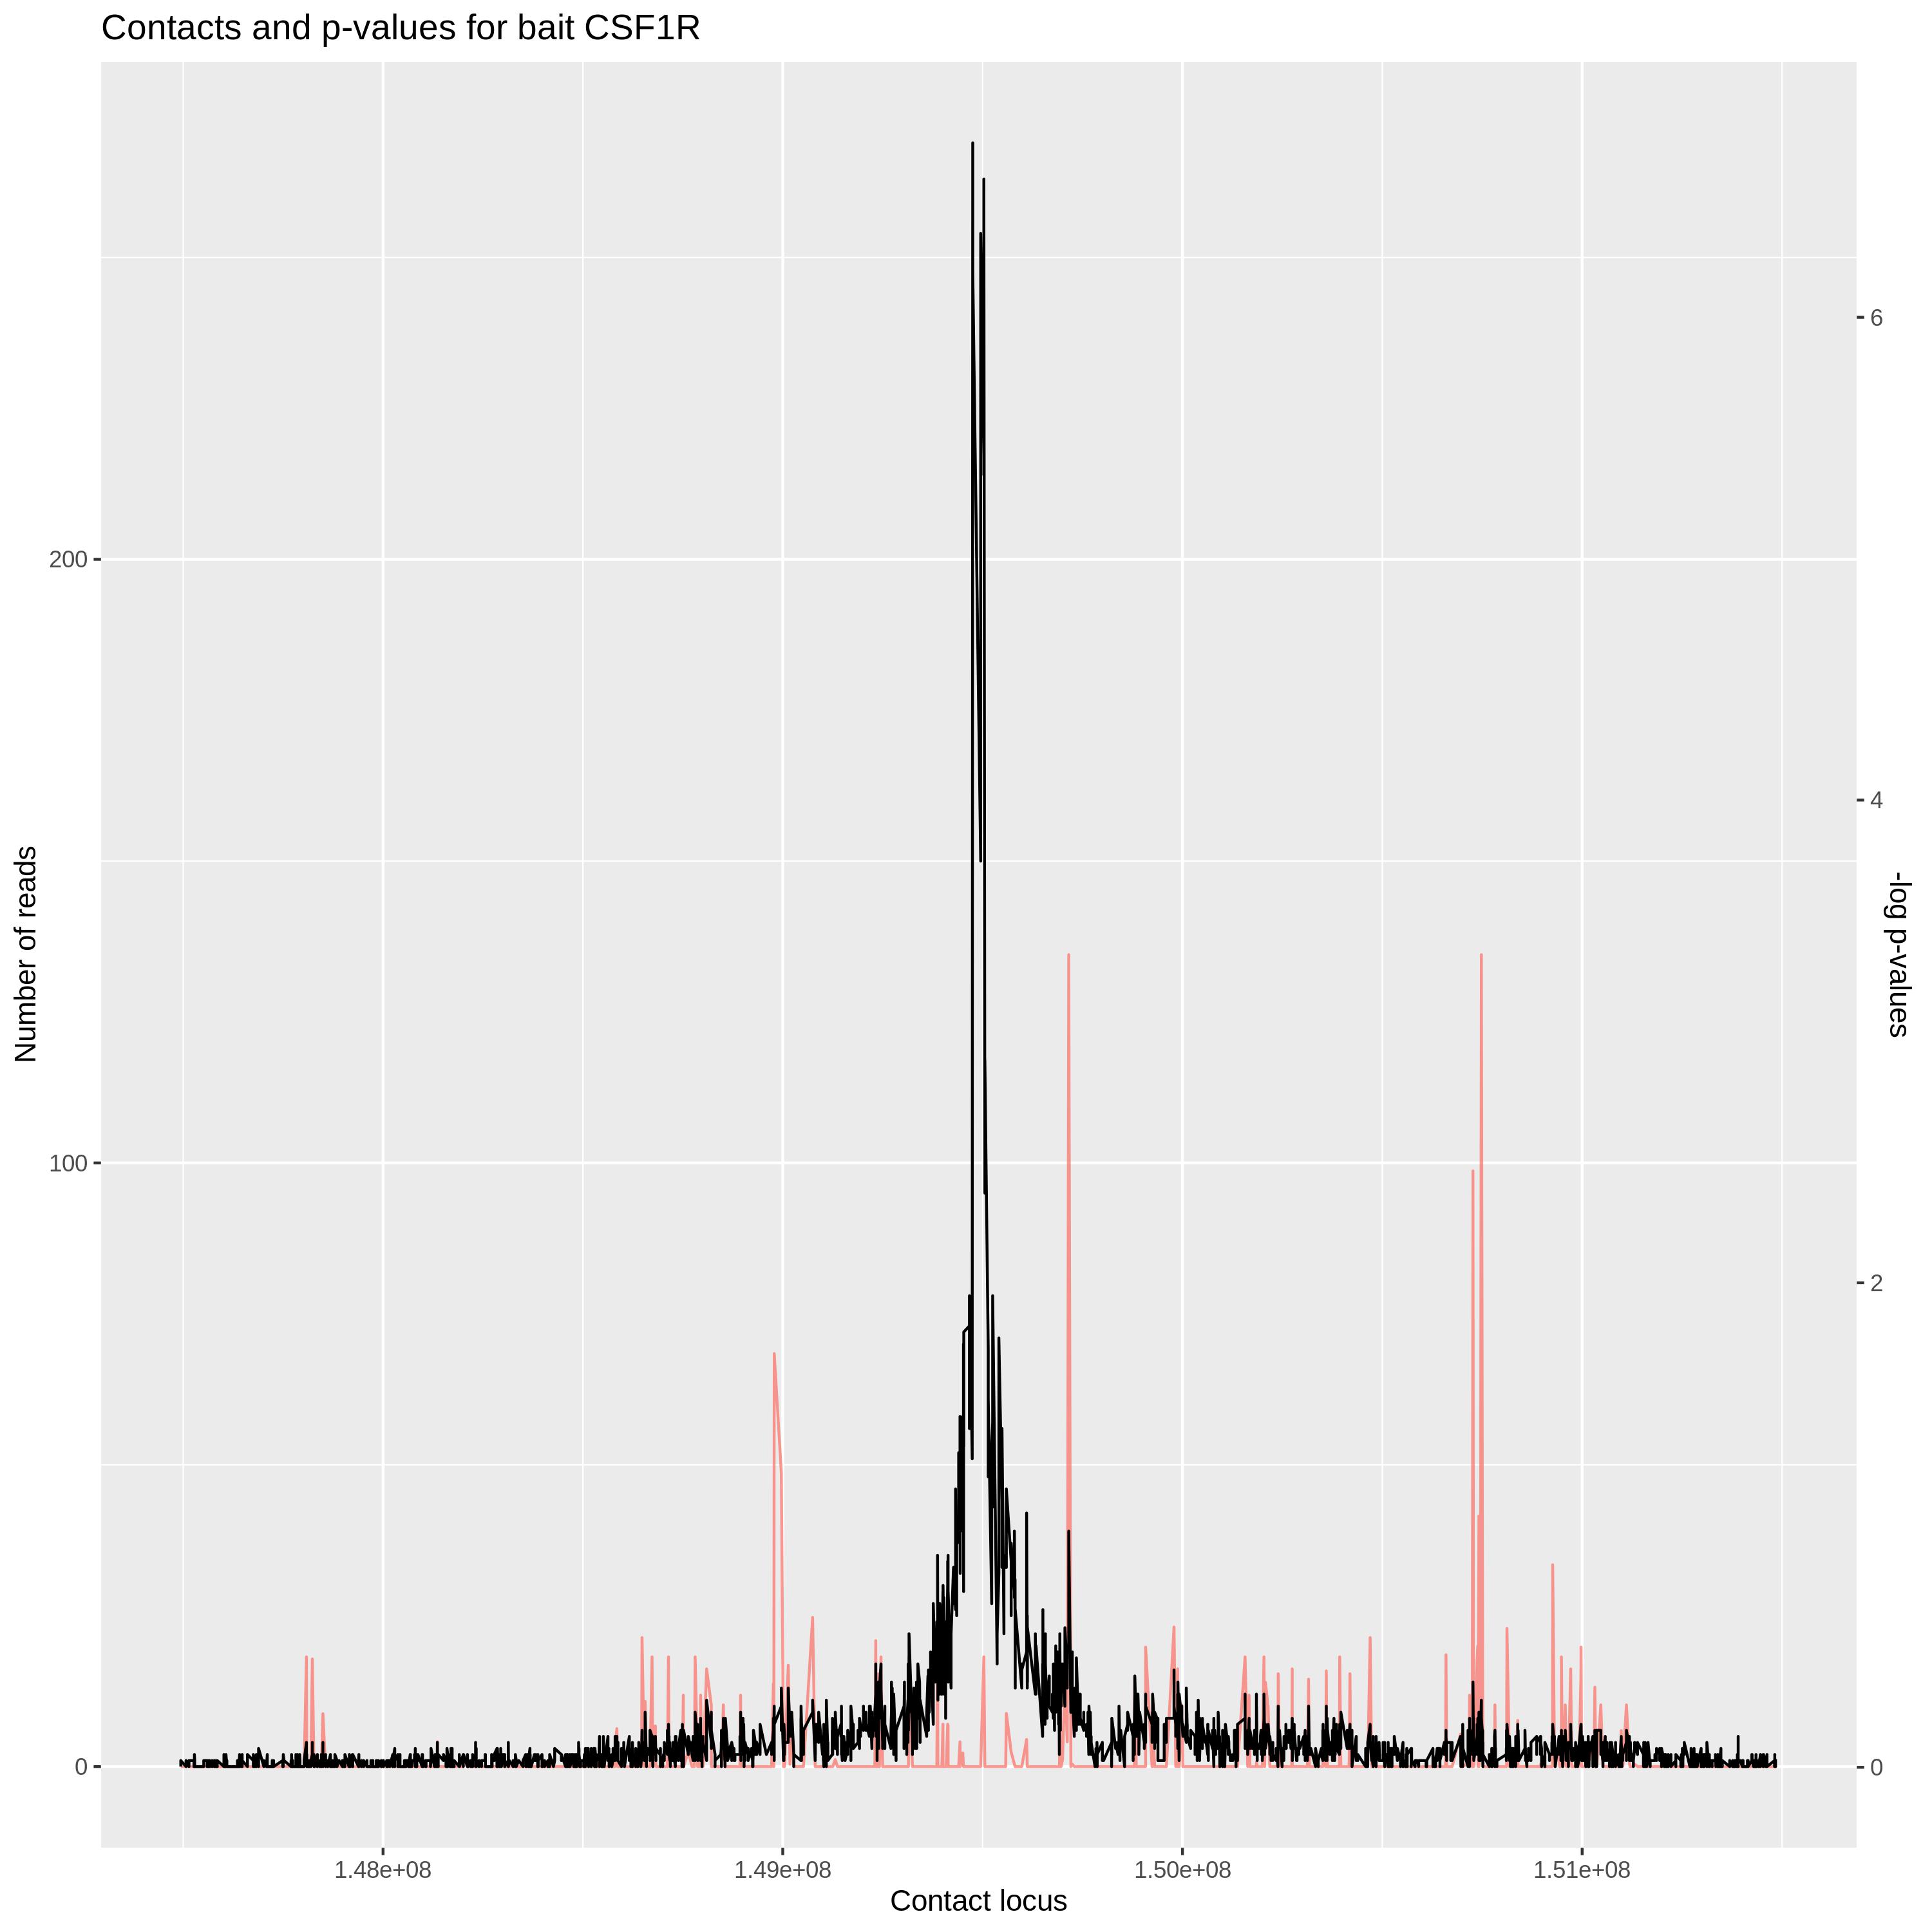 Contacts and p-values for bait CSF1R
Number of reads
200
100
0
6
4
2
0
-log p-values
1.48e+08 1.49e+08 1.50e+08 1.51e+08
Contact locus